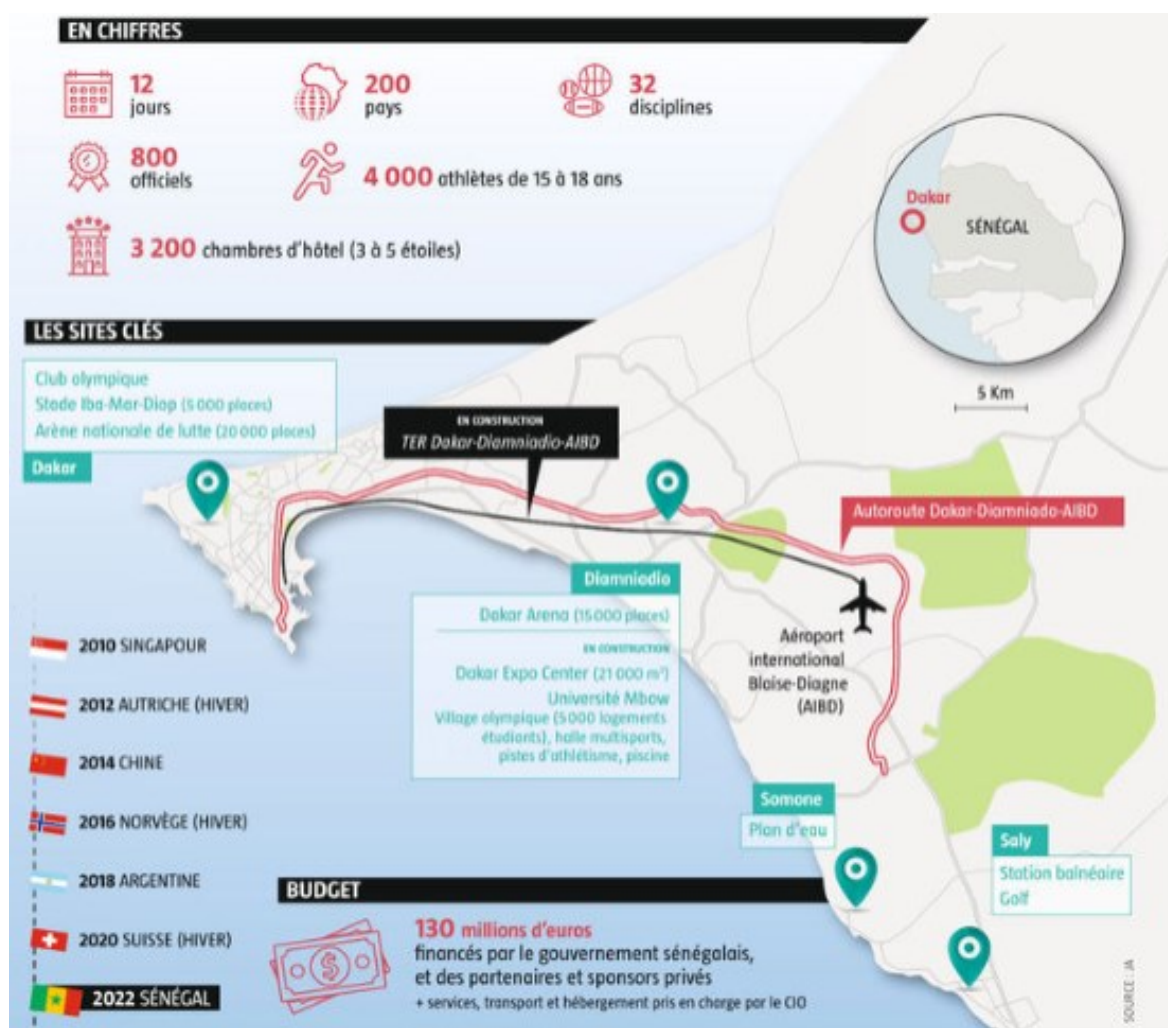 EN CHIFFRES
12
jours
200
pays
32
disciplines
800
officiels
4 000 athlètes de 15 à 18 ans
3 200 chambres d'hôtel (3 à 5 étoiles)
Dakar
SÉNÉGAL
5 Km
LES SITES CLÉS
Club olympique
Stade Iba-Mar-Diop (5 000 places)
Arène nationale de lutte (20 000 places)
Dakar
EN CONSTRUCTION
TER Dakar-Diamniadio-AIBD
Autoroute Dakar-Diamniado-AIBD
Diamniadio
Dakar Arena (15 000 places)
EN CONSTRUCTION
Dakar Expo Center (21 000 m²)
Université Mbow
Village olympique (5 000 logements
étudiants), halle multisports,
pistes d'athlétisme, piscine
Aéroport
international
Blaise-Diagne
(AIBD)
Somone
Plan d'eau
Saly
Station balnéaire
Golf
2010 SINGAPOUR
2012 AUTRICHE (HIVER)
2014 CHINE
2016 NORVÈGE (HIVER)
2018 ARGENTINE
2020 SUISSE (HIVER)
2022 SÉNÉGAL
BUDGET
130 millions d'euros
financés par le gouvernement sénégalais,
et des partenaires et sponsors privés
+ services, transport et hébergement pris en charge par le CIO
SOURCE : JA